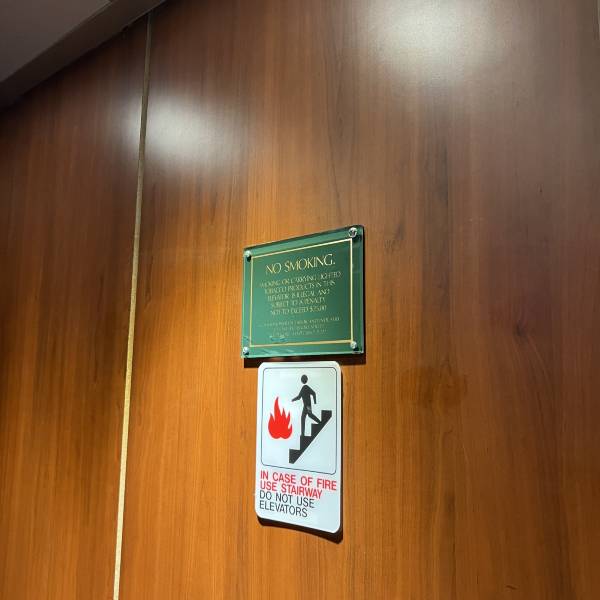 NO SMOKING.
SMOKING OR CARRYING LIGHTED
TOBACCO PRODUCTS IN THIS
ELEVATOR IS ILLEGAL AND
SUBJECT TO A PENALTY
NOT TO EXCEED $25.00
IN CASE OF FIRE
USE STAIRWAY
DO NOT USE
ELEVATORS